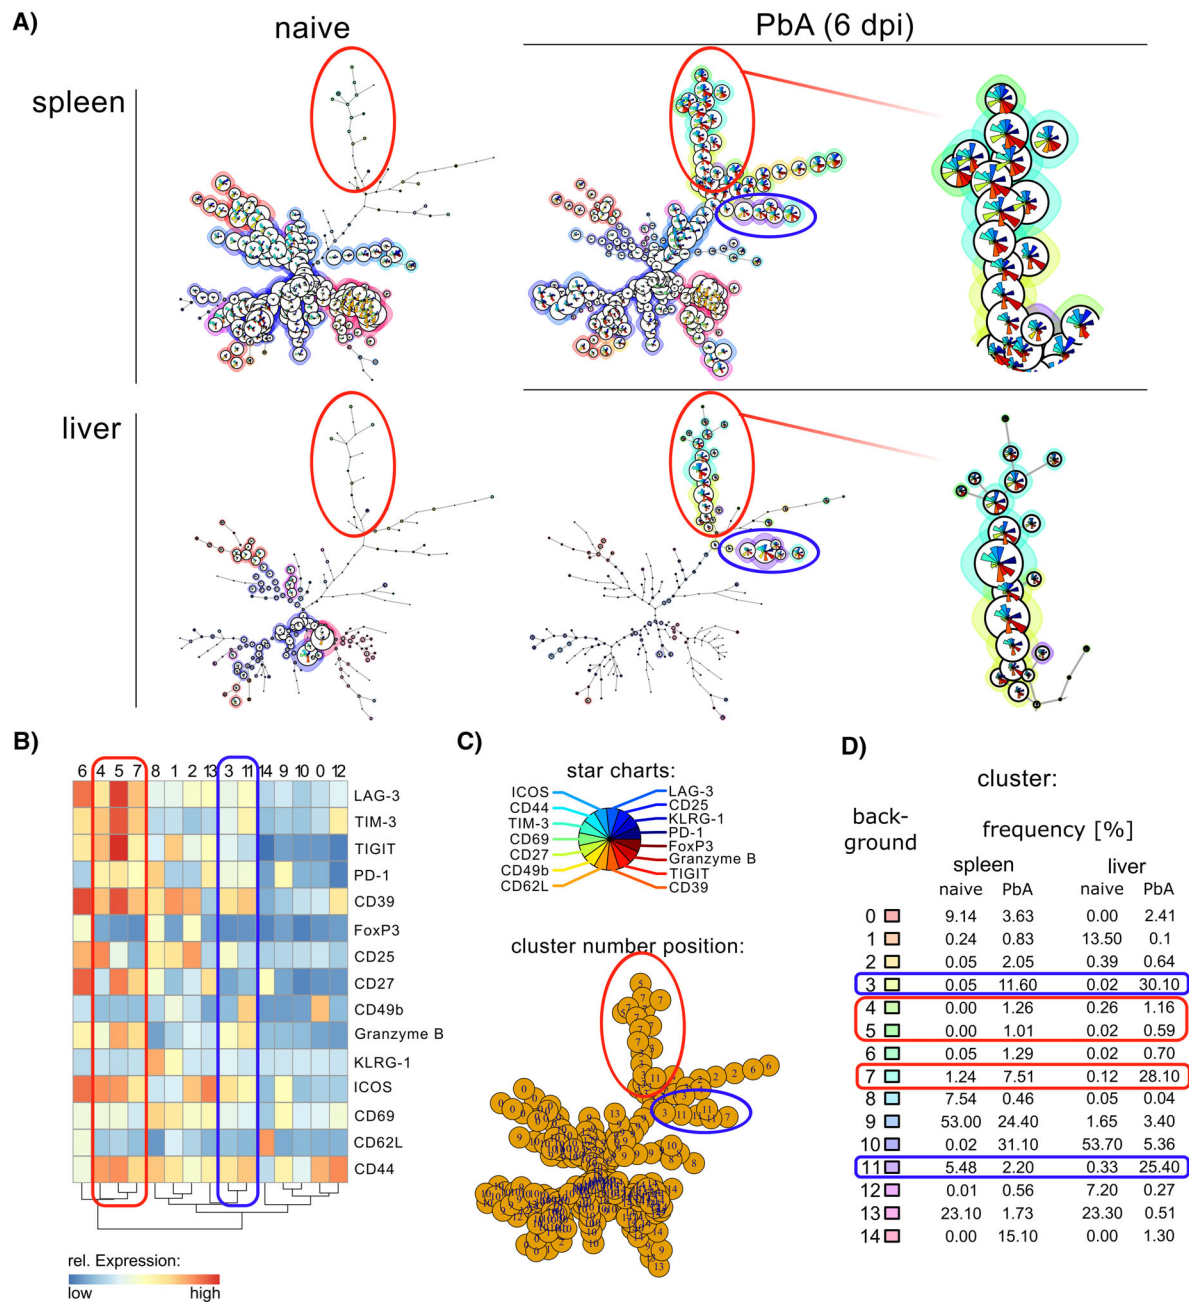 A)
naive
PbA (6 dpi)
spleen
liver
B)
6 4 5 7 8 1 2 13 3 11 14 9 10 0 12
LAG-3
TIM-3
TIGIT
PD-1
CD39
FoxP3
CD25
CD27
CD49b
Granzyme B
KLRG-1
ICOS
CD69
CD62L
CD44
rel. Expression:
low high
C)
star charts:
ICOS
CD44
TIM-3
CD69
CD27
CD49b
CD62L
LAG-3
CD25
KLRG-1
PD-1
FoxP3
Granzyme B
TIGIT
CD39
cluster number position:
D)
cluster:
back-
ground
frequency [%]
spleen liver
naive PbA naive PbA
0 9.14 3.63 0.00 2.41
1 0.24 0.83 13.50 0.1
2 0.05 2.05 0.39 0.64
3 0.05 11.60 0.02 30.10
4 0.00 1.26 0.26 1.16
5 0.00 1.01 0.02 0.59
6 0.05 1.29 0.02 0.70
7 1.24 7.51 0.12 28.10
8 7.54 0.46 0.05 0.04
9 53.00 24.40 1.65 3.40
10 0.02 31.10 53.70 5.36
11 5.48 2.20 0.33 25.40
12 0.01 0.56 7.20 0.27
13 23.10 1.73 23.30 0.51
14 0.00 15.10 0.00 1.30